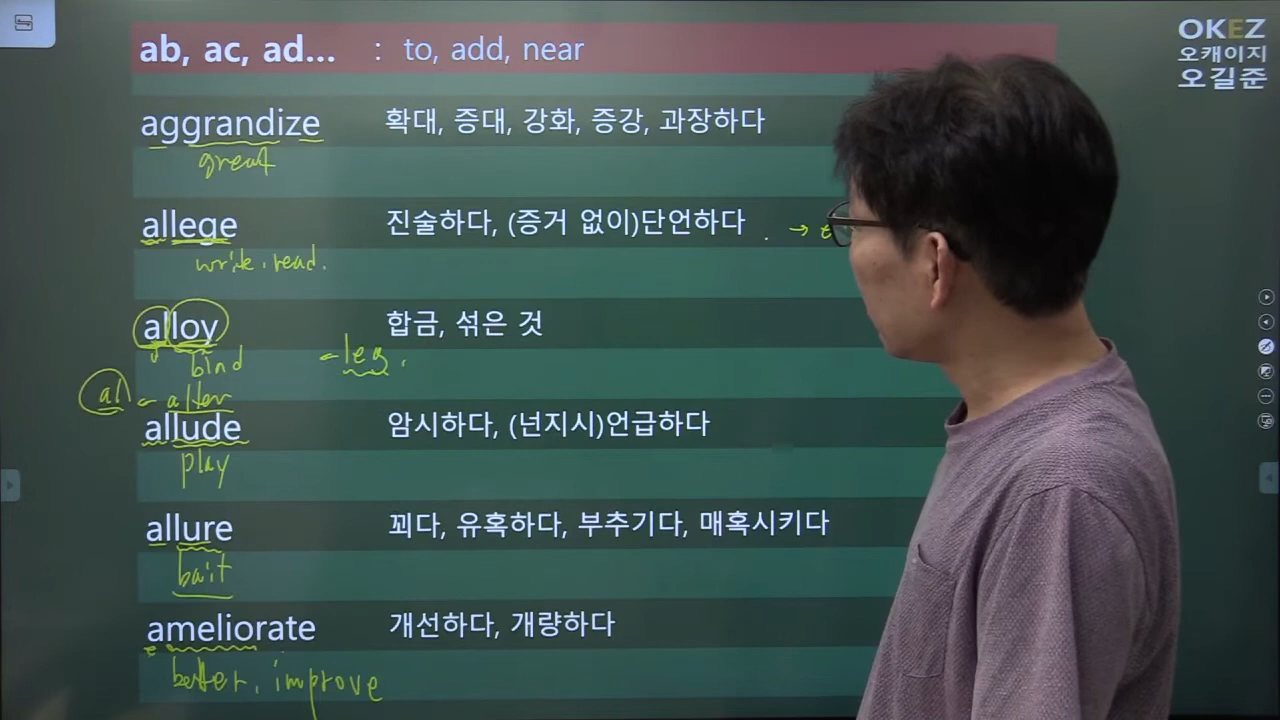 ab, ac, ad... : to, add, near
OKEZ
오캐이지
오길준
aggrandize 확대, 증대, 강화, 증강, 과장하다
great
allege 진술하다, (증거 없이)단언하다 . →
write. read.
alloy 합금, 섞은 것
bind ← leg.
al ← alter
allude 암시하다, (넌지시)언급하다
play
allure 꾀다, 유혹하다, 부추기다, 매혹시키다
bait
ameliorate 개선하다, 개량하다
better. improve